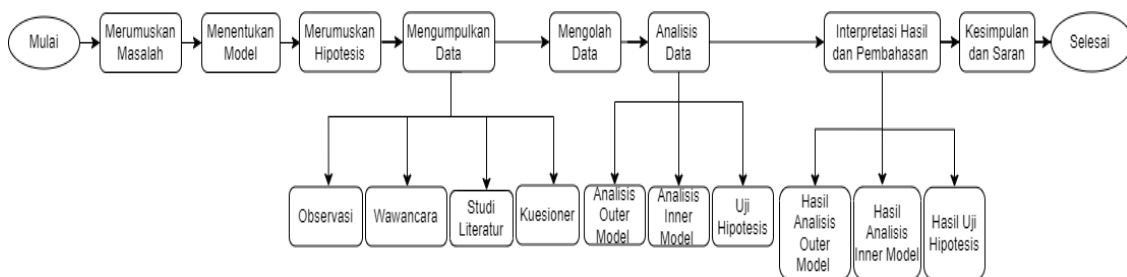 Mulai
Merumuskan
Masalah
Menentukan
Model
Merumuskan
Hipotesis
Mengumpulkan
Data
Mengolah
Data
Analisis
Data
Interpretasi Hasil
dan Pembahasan
Kesimpulan
dan Saran
Selesai
Observasi
Wawancara
Studi
Literatur
Kuesioner
Analisis
Outer
Model
Analisis
Inner
Model
Uji
Hipotesis
Hasil
Analisis
Outer
Model
Hasil
Analisis
Inner Model
Hasil Uji
Hipotesis